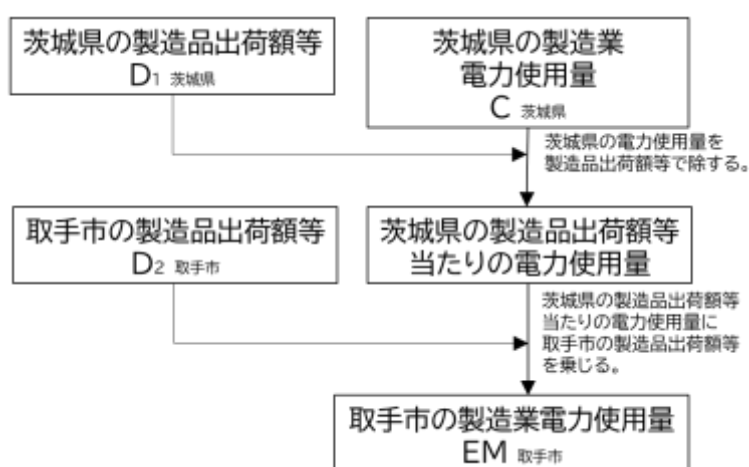 茨城県の製造品出荷額等
D1 茨城県
茨城県の製造業
電力使用量
C 茨城県
茨城県の電力使用量を
製造品出荷額等で除する。
取手市の製造品出荷額等
D2 取手市
茨城県の製造品出荷額等
当たりの電力使用量
茨城県の製造品出荷額等
当たりの電力使用量に
取手市の製造品出荷額等
を乗じる。
取手市の製造業電力使用量
EM 取手市